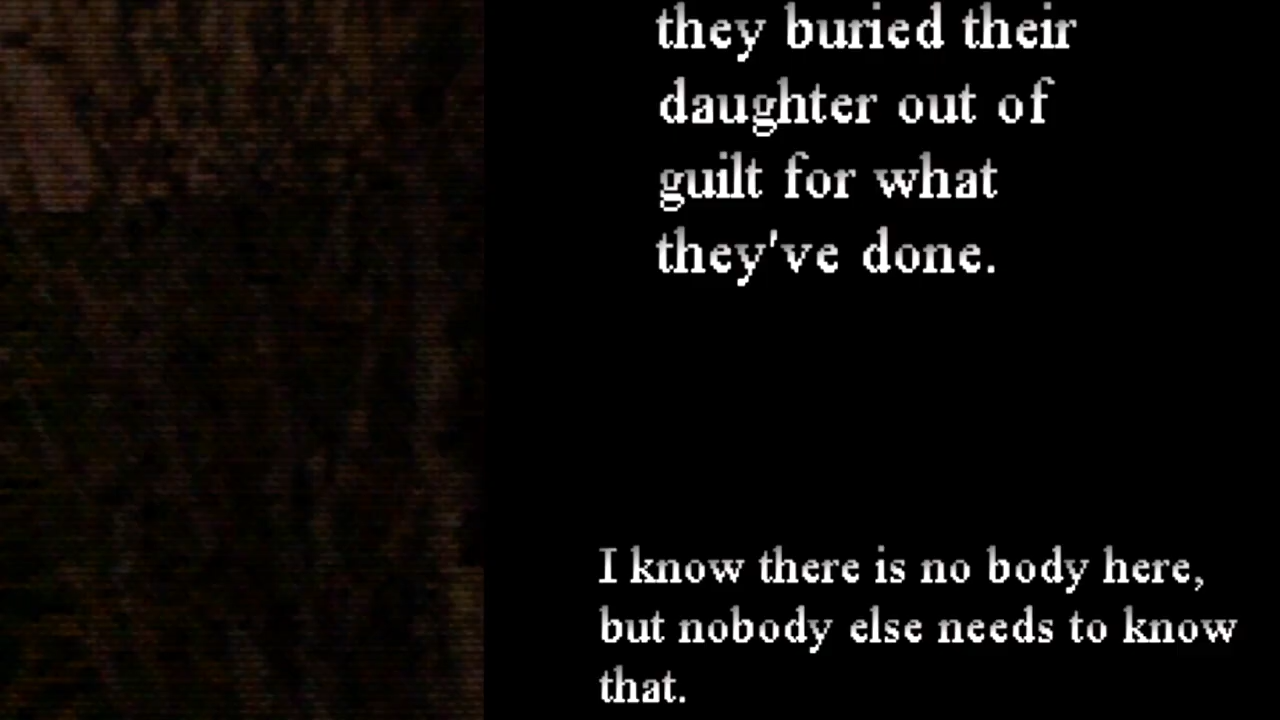 they buried their
daughter out of
guilt for what
they've done.
I know there is no body here,
but nobody else needs to know
that.